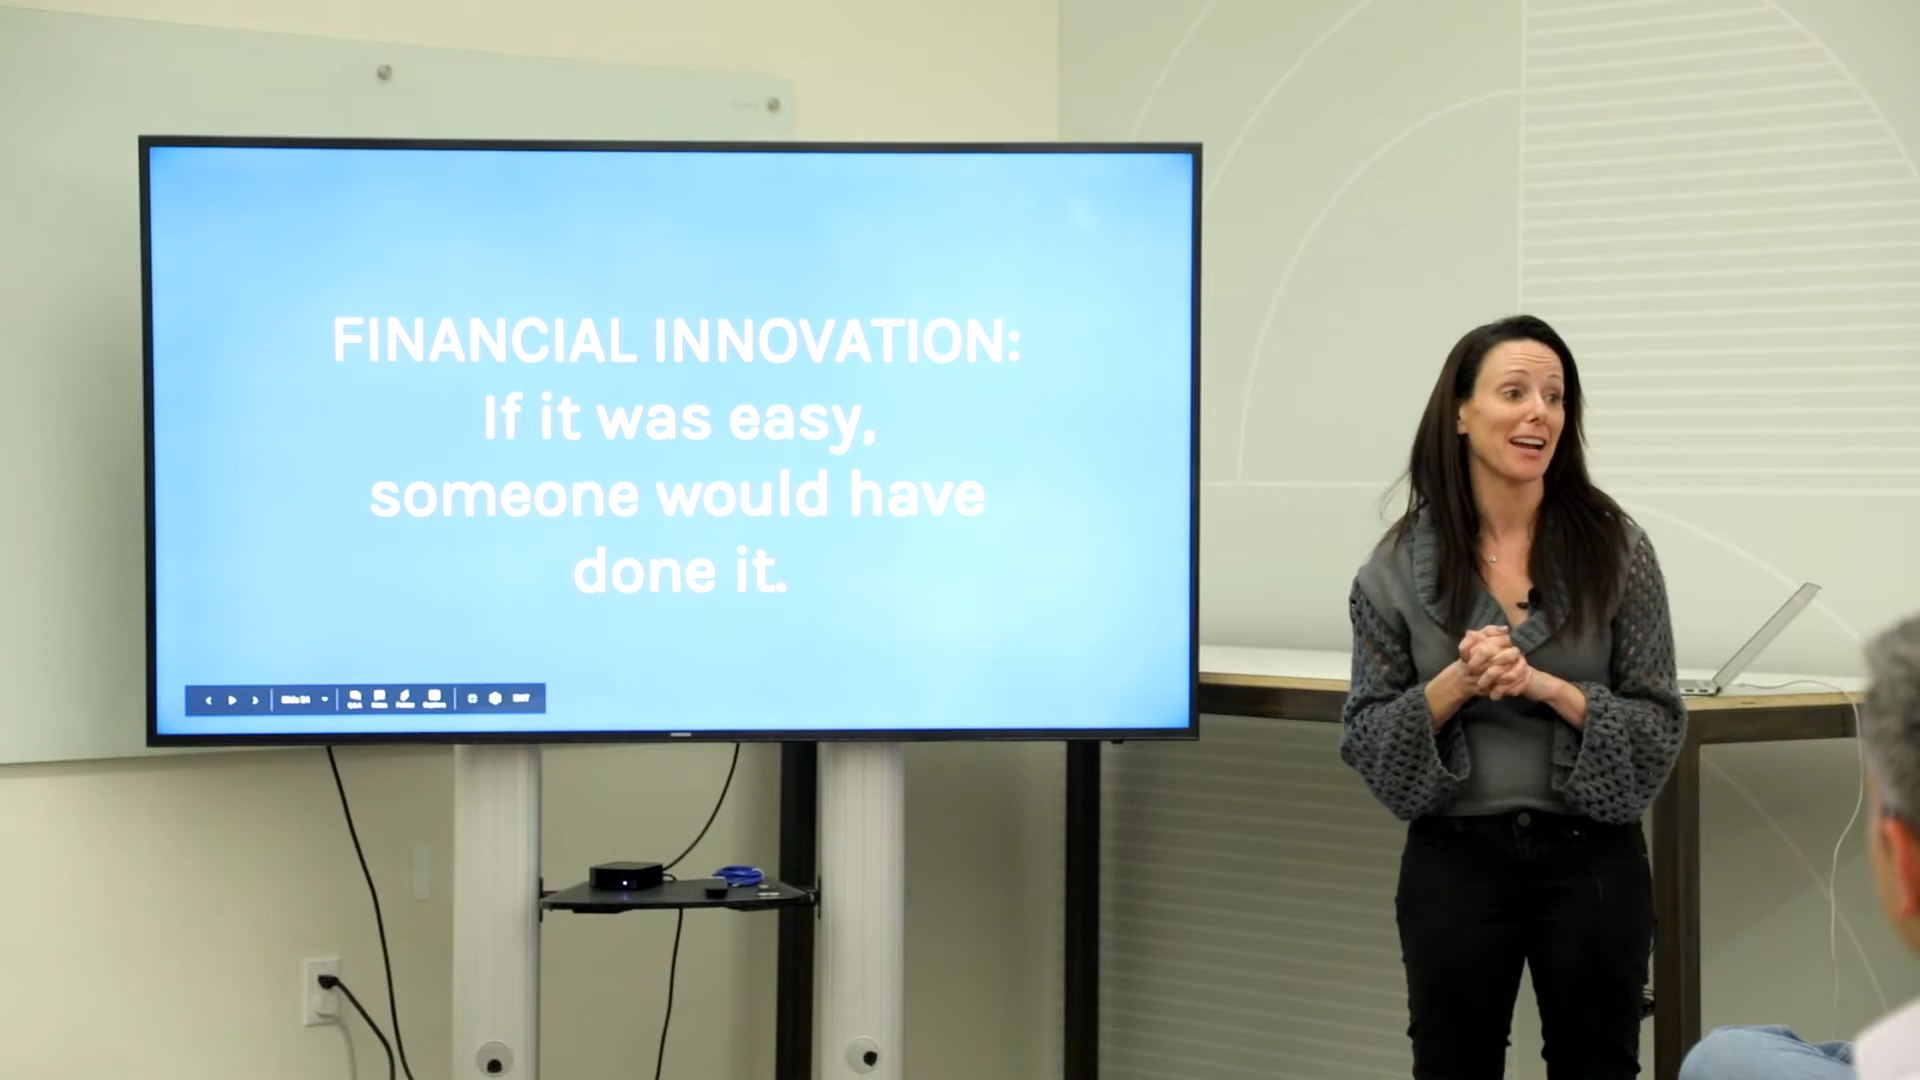 FINANCIAL INNOVATION:
If it was easy,
someone would have
done it.